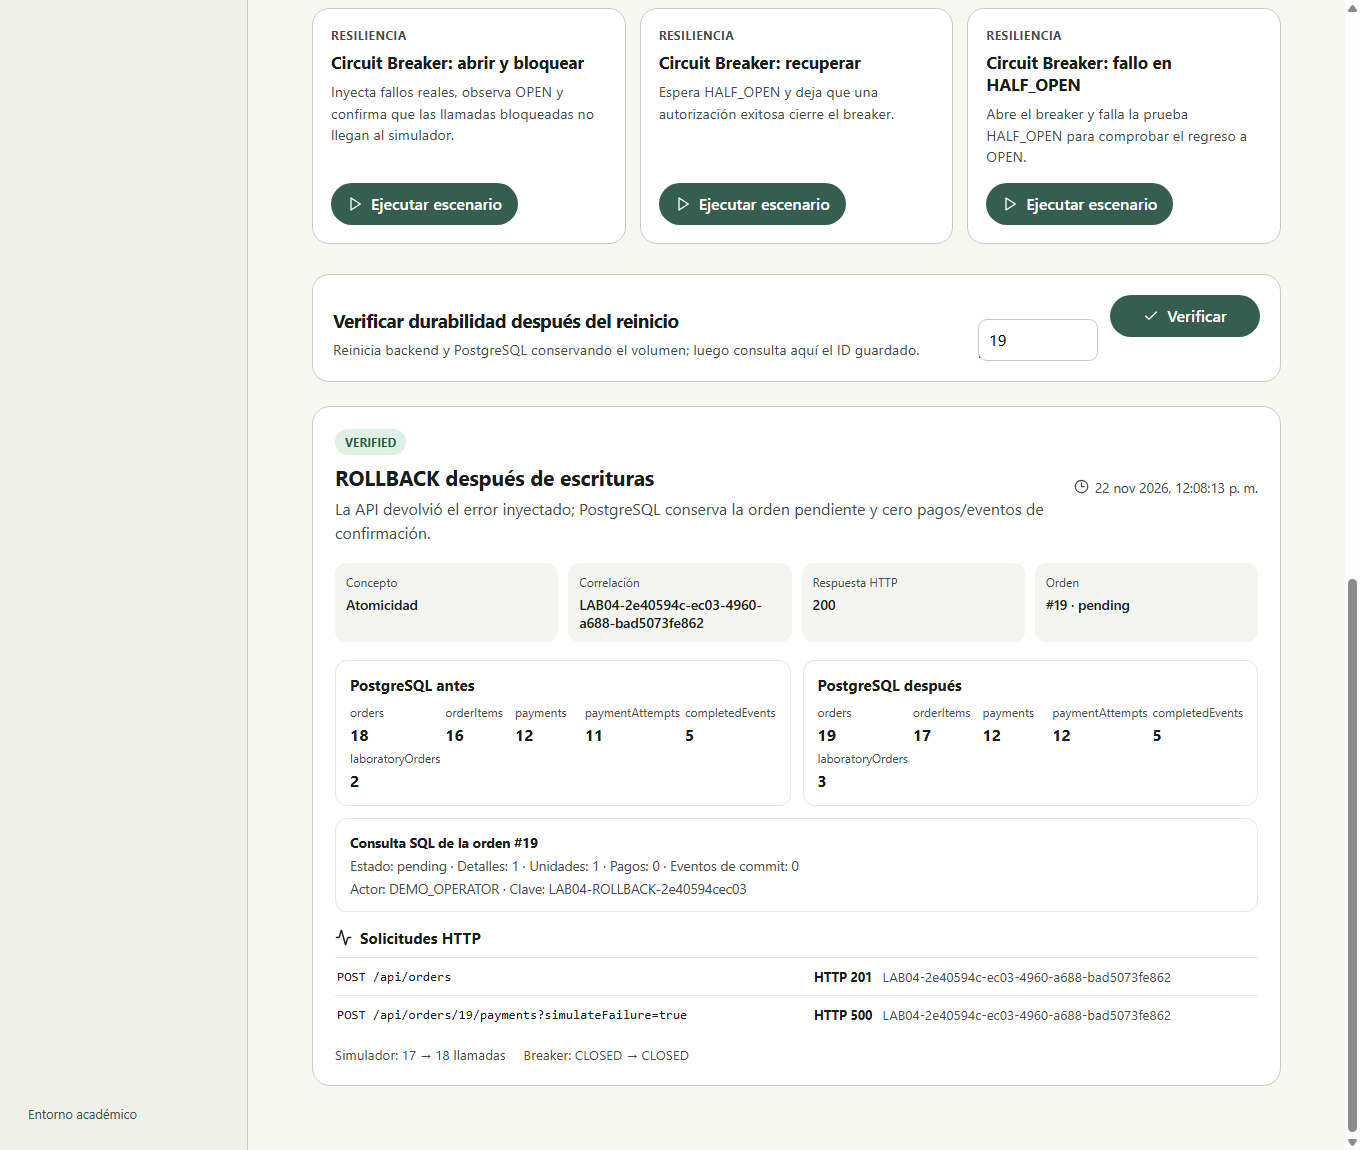 RESILIENCIA
Circuit Breaker: abrir y bloquear
Inyecta fallos reales, observa OPEN y
confirma que las llamadas bloqueadas no
llegan al simulador.
Ejecutar escenario
RESILIENCIA
Circuit Breaker: recuperar
Espera HALF_OPEN y deja que una
autorización exitosa cierre el breaker.
Ejecutar escenario
RESILIENCIA
Circuit Breaker: fallo en
HALF_OPEN
Abre el breaker y falla la prueba
HALF_OPEN para comprobar el regreso a
OPEN.
Ejecutar escenario
Verificar durabilidad después del reinicio
Reinicia backend y PostgreSQL conservando el volumen; luego consulta aquí el ID guardado.
19
Verificar
VERIFIED
ROLLBACK después de escrituras
22 nov 2026, 12:08:13 p. m.
La API devolvió el error inyectado; PostgreSQL conserva la orden pendiente y cero pagos/eventos de
confirmación.
Concepto
Atomicidad
Correlación
LAB04-2e40594c-ec03-4960-
a688-bad5073fe862
Respuesta HTTP
200
Orden
#19 · pending
PostgreSQL antes
orders orderItems payments paymentAttempts completedEvents
18 16 12 11 5
laboratoryOrders
2
PostgreSQL después
orders orderItems payments paymentAttempts completedEvents
19 17 12 12 5
laboratoryOrders
3
Consulta SQL de la orden #19
Estado: pending · Detalles: 1 · Unidades: 1 · Pagos: 0 · Eventos de commit: 0
Actor: DEMO_OPERATOR · Clave: LAB04-ROLLBACK-2e40594cec03
Solicitudes HTTP
POST /api/orders HTTP 201 LAB04-2e40594c-ec03-4960-a688-bad5073fe862
POST /api/orders/19/payments?simulateFailure=true HTTP 500 LAB04-2e40594c-ec03-4960-a688-bad5073fe862
Simulador: 17 → 18 llamadas Breaker: CLOSED → CLOSED
Entorno académico